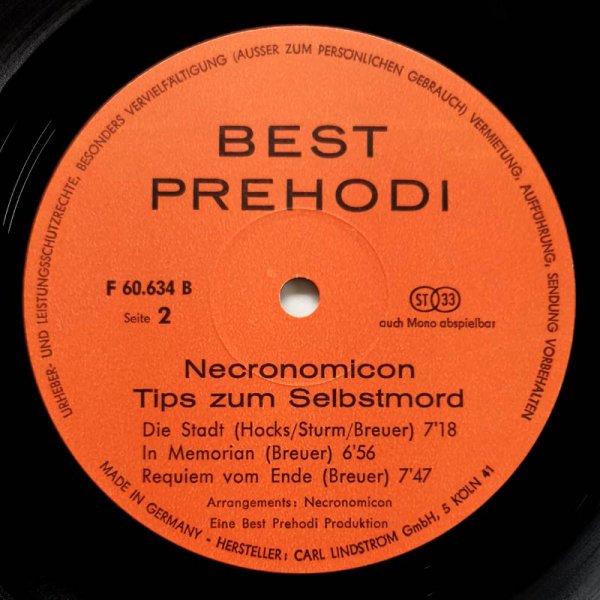 URHEBER- UND LEISTUNGSSCHUTZRECHTE, BESONDERS VERVIELFÄLTIGUNG (AUSSER ZUM PERSÖNLICHEN GEBRAUCH) VERMIETUNG, AUFFÜHRUNG, SENDUNG VORBEHALTEN
BEST
PREHODI
F 60.634 B
Seite 2
ST 33
auch Mono abspielbar
Necronomicon
Tips zum Selbstmord
Die Stadt (Hocks/Sturm/Breuer) 7'18
In Memorian (Breuer) 6'56
Requiem vom Ende (Breuer) 7'47
Arrangements: Necronomicon
Eine Best Prehodi Produktion
MADE IN GERMANY - HERSTELLER: CARL LINDSTRÖM GmbH, 5 KÖLN 41